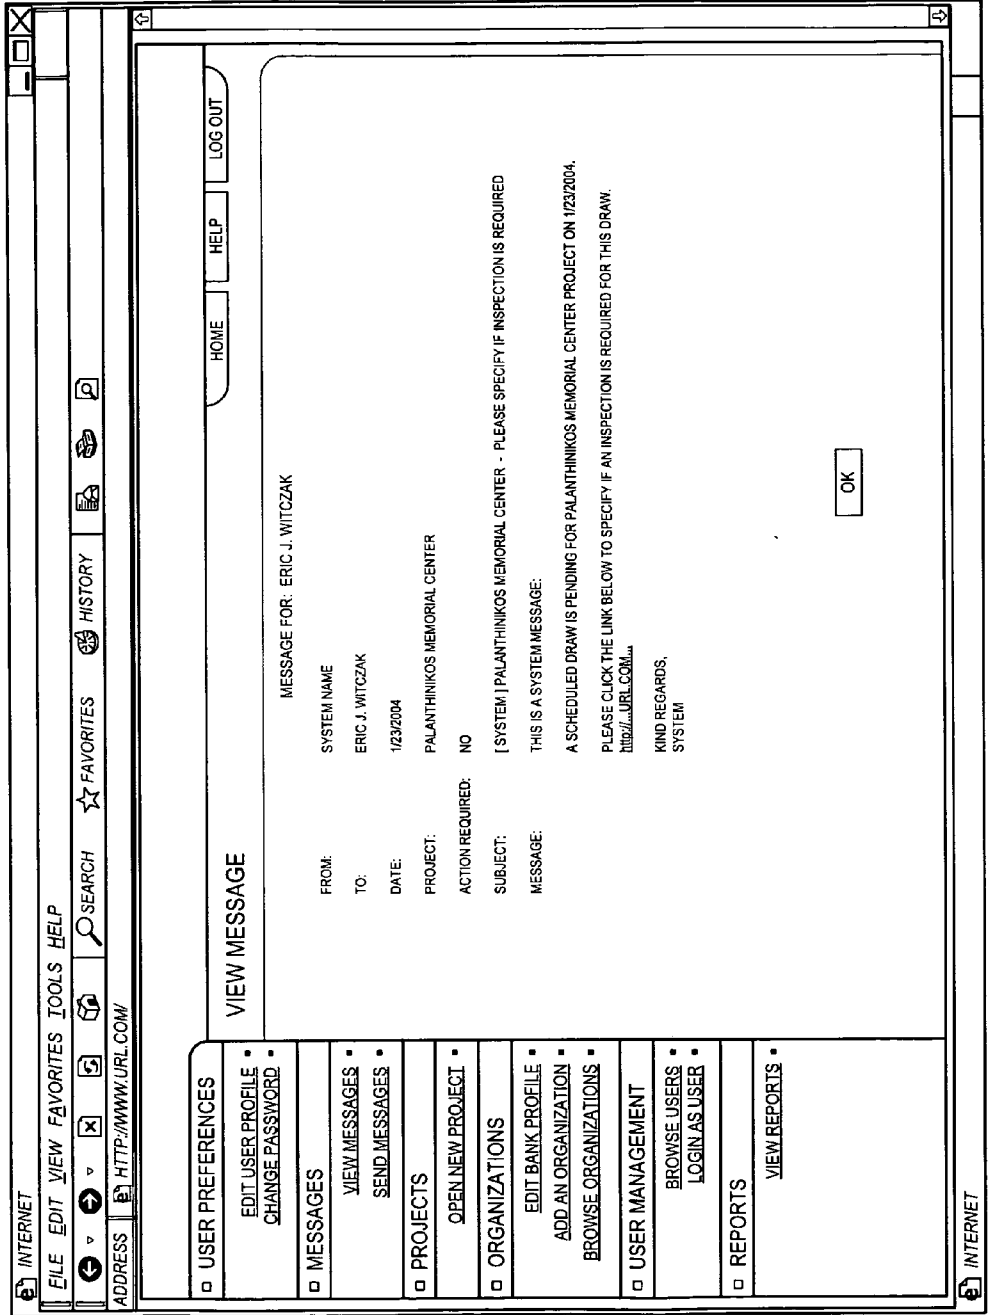 INTERNET
FILE EDIT VIEW FAVORITES TOOLS HELP
SEARCH FAVORITES HISTORY
ADDRESS HTTP://WWW.URL.COM/
HOME HELP LOG OUT
USER PREFERENCES
EDIT USER PROFILE
CHANGE PASSWORD
MESSAGES
VIEW MESSAGES
SEND MESSAGES
PROJECTS
OPEN NEW PROJECT
ORGANIZATIONS
EDIT BANK PROFILE
ADD AN ORGANIZATION
BROWSE ORGANIZATIONS
USER MANAGEMENT
BROWSE USERS
LOGIN AS USER
REPORTS
VIEW REPORTS
VIEW MESSAGE
MESSAGE FOR: ERIC J. WITCZAK
FROM: SYSTEM NAME
TO: ERIC J. WITCZAK
DATE: 1/23/2004
PROJECT: PALANTHINIKOS MEMORIAL CENTER
ACTION REQUIRED: NO
SUBJECT: [ SYSTEM ] PALANTHINIKOS MEMORIAL CENTER - PLEASE SPECIFY IF INSPECTION IS REQUIRED
MESSAGE: THIS IS A SYSTEM MESSAGE:
A SCHEDULED DRAW IS PENDING FOR PALANTHINIKOS MEMORIAL CENTER PROJECT ON 1/23/2004.
PLEASE CLICK THE LINK BELOW TO SPECIFY IF AN INSPECTION IS REQUIRED FOR THIS DRAW.
http://...URL.COM...
KIND REGARDS,
SYSTEM
OK
INTERNET